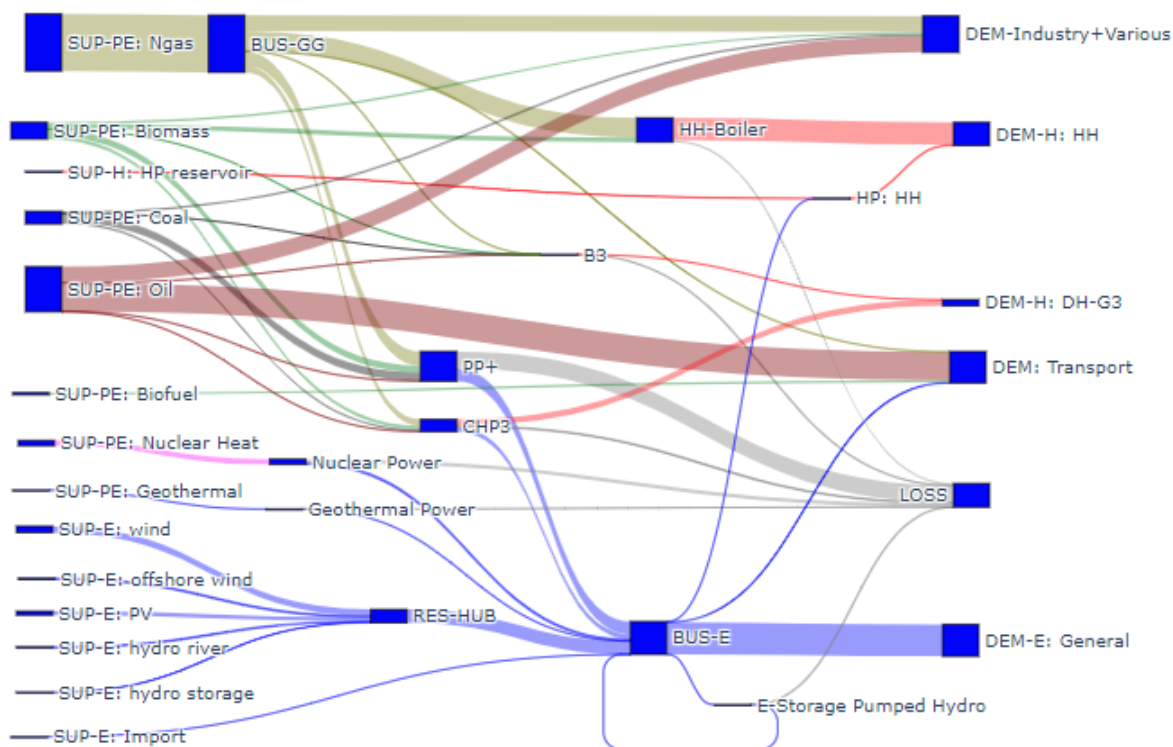 SUP-PE: Ngas
BUS-GG
DEM-Industry+Various
SUP-PE: Biomass
HH-Boiler
DEM-H: HH
SUP-H: HP reservoir
HP: HH
SUP-PE: Coal
B3
SUP-PE: Oil
DEM-H: DH-G3
PP+
DEM: Transport
SUP-PE: Biofuel
CHP3
SUP-PE: Nuclear Heat
Nuclear Power
SUP-PE: Geothermal
LOSS
Geothermal Power
SUP-E: wind
SUP-E: offshore wind
SUP-E: PV
RES-HUB
BUS-E
DEM-E: General
SUP-E: hydro river
SUP-E: hydro storage
E-Storage Pumped Hydro
SUP-E: Import